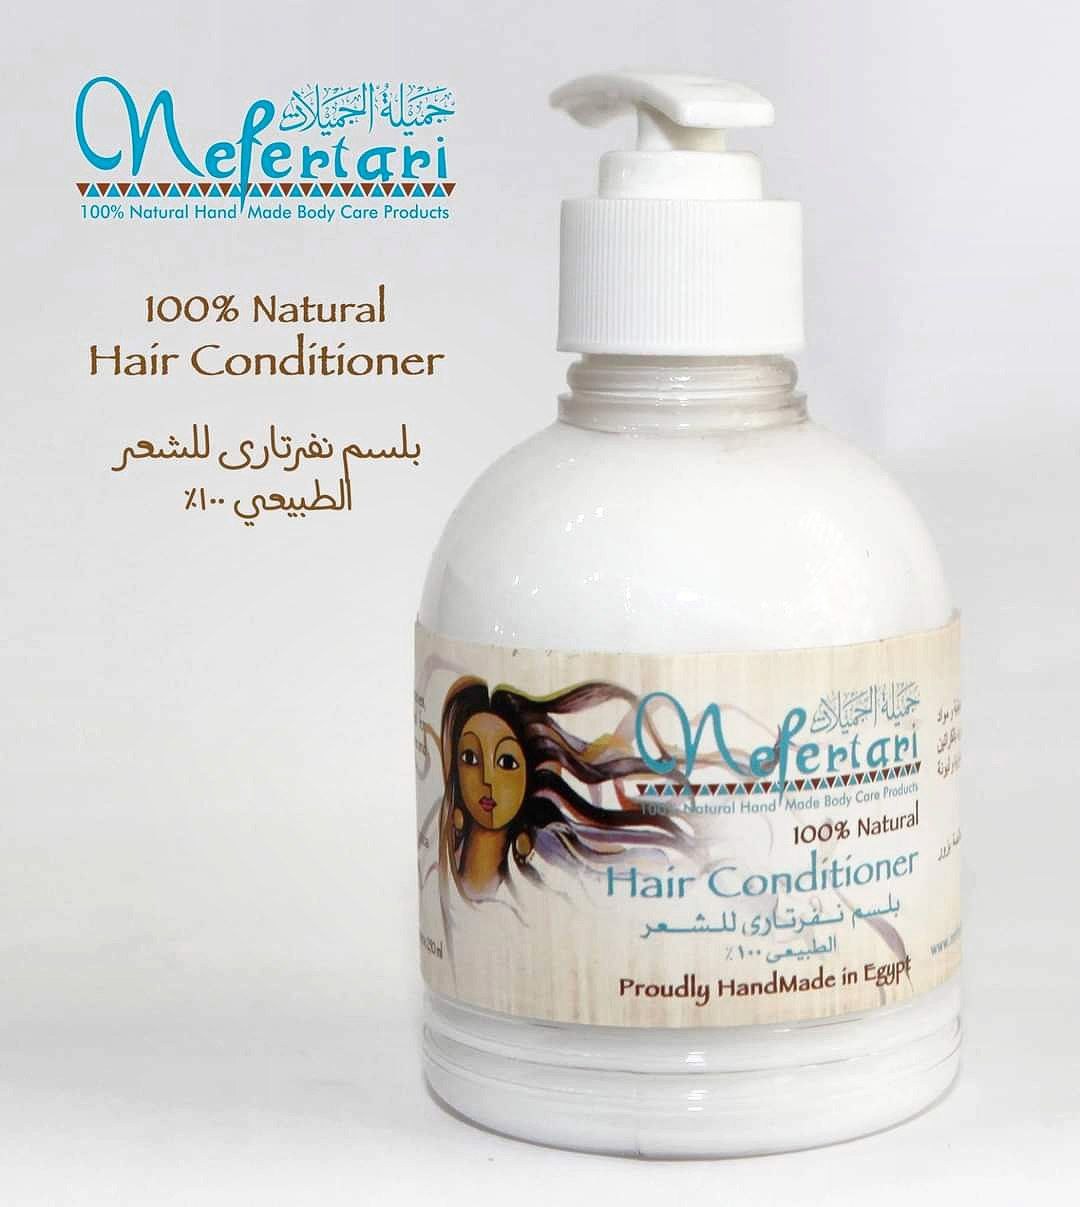 جميلة الجميلات
Nefertari
100% Natural Hand Made Body Care Products
100% Natural
Hair Conditioner
بلسم نفرتارى للشعر
الطبيعي ١٠٠٪
جميلة الجميلات
Nefertari
100% Natural Hand Made Body Care Products
100% Natural
Hair Conditioner
بلسم نفرتارى للشعر
الطبيعى ١٠٠٪
Proudly HandMade in Egypt